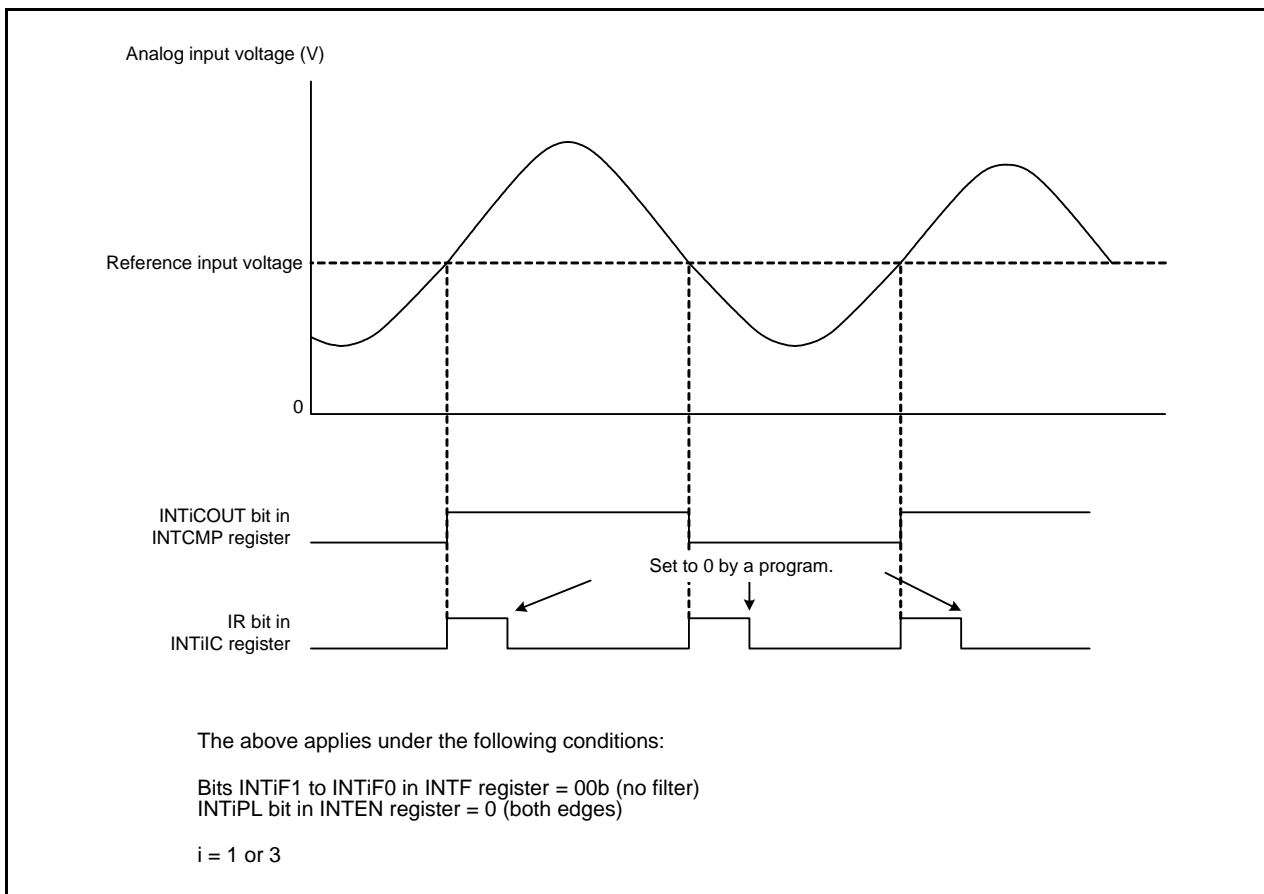 Analog input voltage (V)
Reference input voltage
0
INTiCOUT bit in
INTCMP register
Set to 0 by a program.
IR bit in
INTiIC register
The above applies under the following conditions:
Bits INTiF1 to INTiF0 in INTF register = 00b (no filter)
INTiPL bit in INTEN register = 0 (both edges)
i = 1 or 3